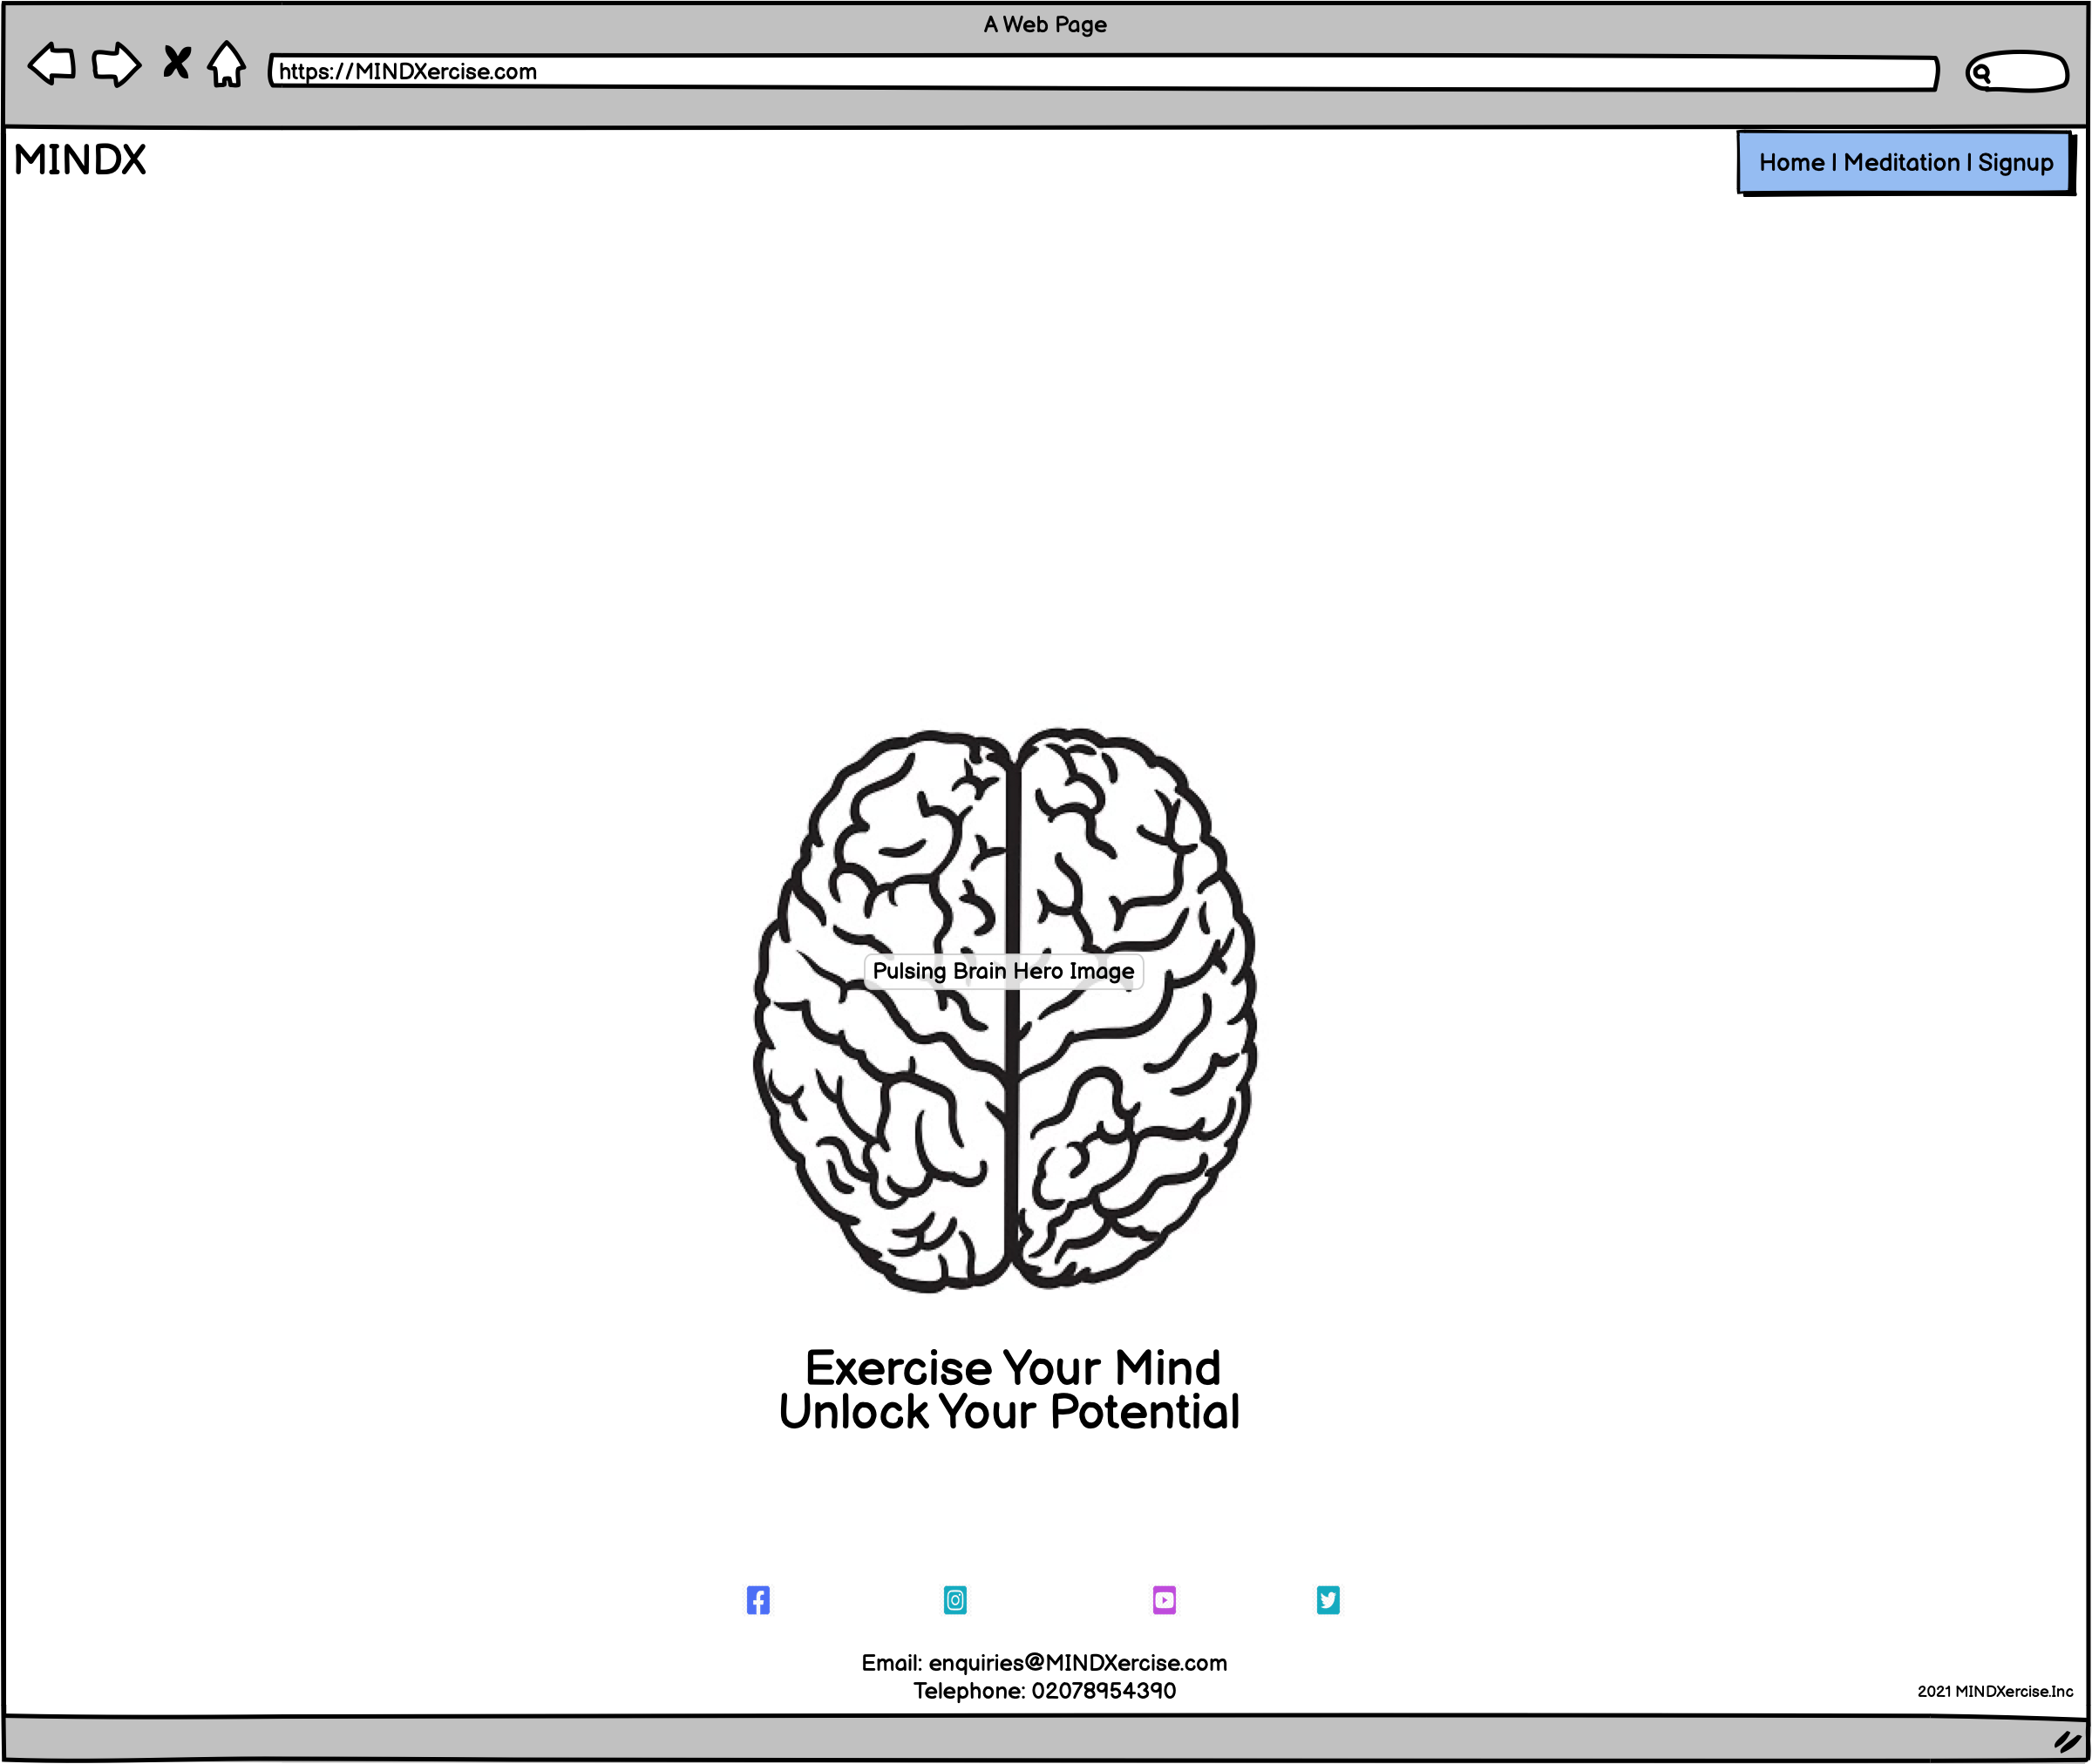 A Web Page
https://MINDXercise.com
MINDX
Home | Meditation | Signup
Pulsing Brain Hero Image
Exercise Your Mind
Unlock Your Potential
Email: enquiries@MINDXercise.com
Telephone: 02078954390
2021 MINDXercise.Inc